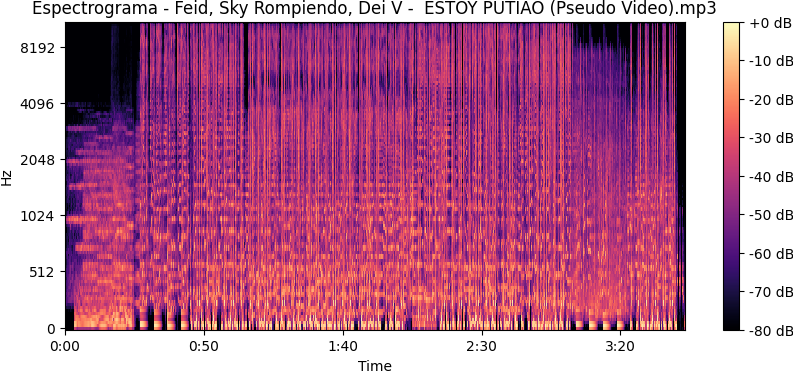 Espectrograma - Feid, Sky Rompiendo, Dei V -  ESTOY PUTIAO (Pseudo Video).mp3
Hz
8192
4096
2048
1024
512
0
0:00
0:50
1:40
2:30
3:20
Time
+0 dB
-10 dB
-20 dB
-30 dB
-40 dB
-50 dB
-60 dB
-70 dB
-80 dB